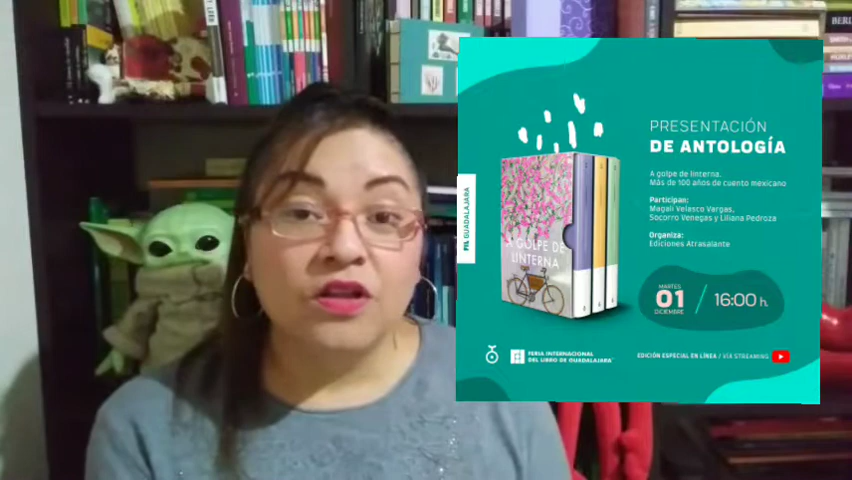 PRESENTACIÓN
DE ANTOLOGÍA
A golpe de linterna.
Más de 100 años de cuento mexicano
Participan:
Magali Velasco Vargas,
Socorro Venegas y Liliana Pedroza
Organiza:
Ediciones Atrasalante
MARTES
01
DICIEMBRE
16:00 h.
FIL GUADALAJARA
A GOLPE DE
LINTERNA
FERIA INTERNACIONAL
DEL LIBRO DE GUADALAJARA
EDICIÓN ESPECIAL EN LÍNEA / VÍA STREAMING